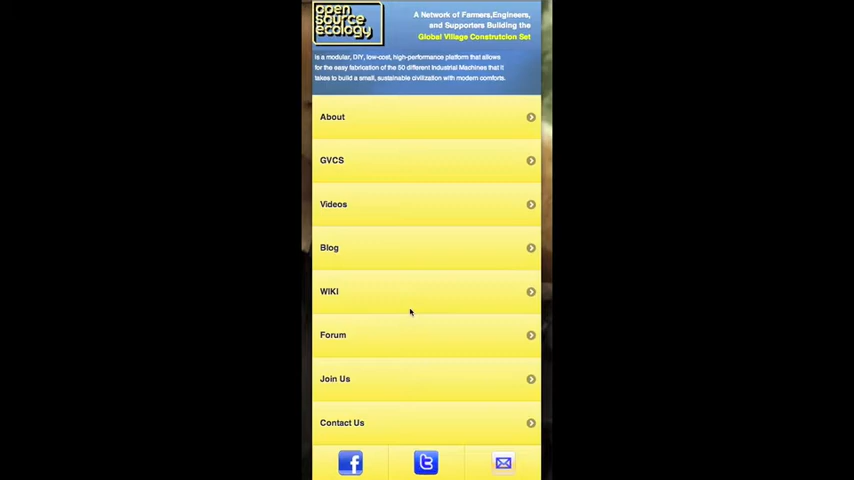 open
source
ecology
A Network of Farmers,Engineers,
and Supporters Building the
Global Village Construtcion Set
is a modular, DIY, low-cost, high-performance platform that allows
for the easy fabrication of the 50 different Industrial Machines that it
takes to build a small, sustainable civilization with modern comforts.
About
GVCS
Videos
Blog
WIKI
Forum
Join Us
Contact Us